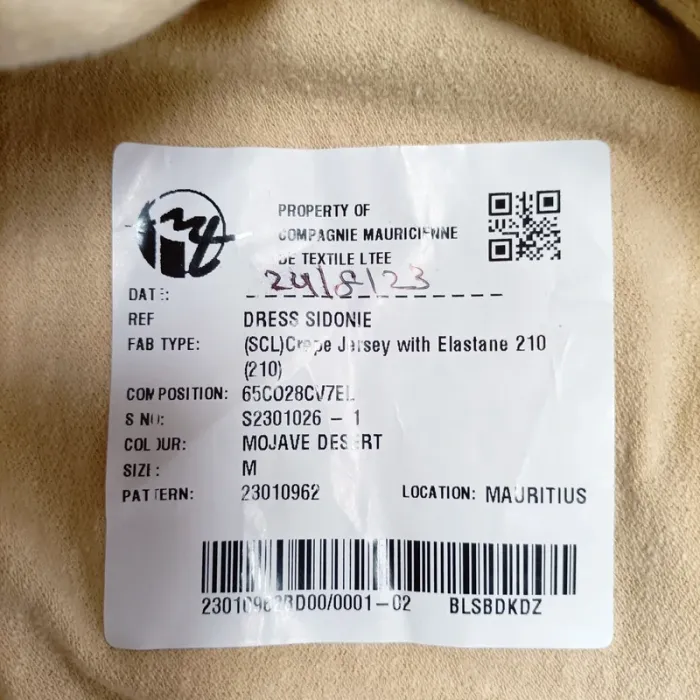 PROPERTY OF
COMPAGNIE MAURICIENNE
DE TEXTILE LTEE
DATE: 24/8/23
REF DRESS SIDONIE
FAB TYPE: (SCL)Crepe Jersey with Elastane 210
(210)
COMPOSITION: 65CO28CV7EL
S NO: S2301026 - 1
COLOUR: MOJAVE DESERT
SIZE: M
PATTERN: 23010962 LOCATION: MAURITIUS
BLSBDKDZ